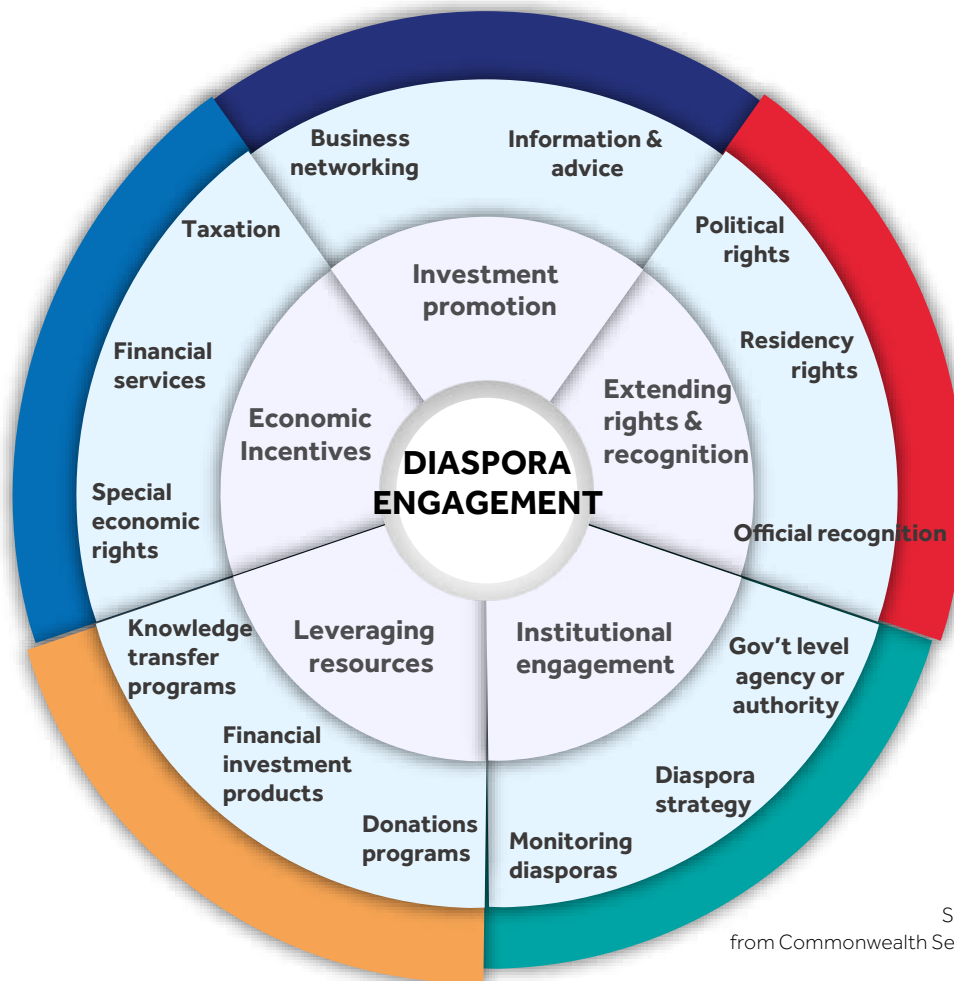 Business
networking
Information &
advice
Taxation
Political
rights
Investment
promotion
Residency
rights
Financial
services
Extending
rights &
recognition
Economic
Incentives
DIASPORA
ENGAGEMENT
Special
economic
rights
Official recognition
Knowledge
transfer
programs
Leveraging
resources
Institutional
engagement
Gov't level
agency or
authority
Financial
investment
products
Diaspora
strategy
Donations
programs
Monitoring
diasporas
from Commonwealth